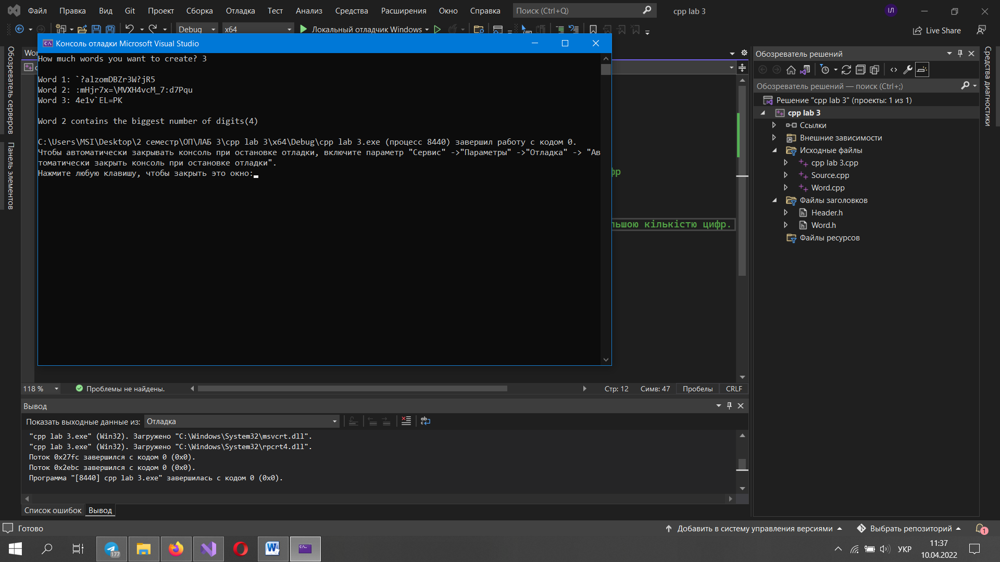 Файл Правка Вид Git Проект Сборка Отладка Тест Анализ Средства Расширения Окно Справка Поиск (Ctrl+Q) cpp lab 3 ІЛ
Debug x64 Локальный отладчик Windows Live Share
Консоль отладки Microsoft Visual Studio
How much words you want to create? 3
Word 1: `?alzomDBZr3W?jR5
Word 2: :mHjr7x=\MVXH4vcM_7:d7Pqu
Word 3: 4e1v`EL=PK
Word 2 contains the biggest number of digits(4)
C:\Users\MSI\Desktop\2 семестр\ОП\ЛАБ 3\cpp lab 3\x64\Debug\cpp lab 3.exe (процесс 8440) завершил работу с кодом 0.
Чтобы автоматически закрывать консоль при остановке отладки, включите параметр "Сервис" ->"Параметры" ->"Отладка" -> "Ав
томатически закрыть консоль при остановке отладки".
Нажмите любую клавишу, чтобы закрыть это окно:
льшою кількістю цифр.
Обозреватель серверов
Панель элементов
118 % Проблемы не найдены. Стр: 12 Симв: 47 Пробелы CRLF
Вывод
Показать выходные данные из: Отладка
"cpp lab 3.exe" (Win32). Загружено "C:\Windows\System32\msvcrt.dll".
"cpp lab 3.exe" (Win32). Загружено "C:\Windows\System32\rpcrt4.dll".
Поток 0x27fc завершился с кодом 0 (0x0).
Поток 0x2ebc завершился с кодом 0 (0x0).
Программа "[8440] cpp lab 3.exe" завершилась с кодом 0 (0x0).
Список ошибок Вывод
Обозреватель решений
Обозреватель решений — поиск (Ctrl+;)
Решение "cpp lab 3" (проекты: 1 из 1)
cpp lab 3
Ссылки
Внешние зависимости
Исходные файлы
cpp lab 3.cpp
Source.cpp
Word.cpp
Файлы заголовков
Header.h
Word.h
Файлы ресурсов
Средства диагностики
Готово Добавить в систему управления версиями Выбрать репозиторий 1
177 УКР 11:37
10.04.2022